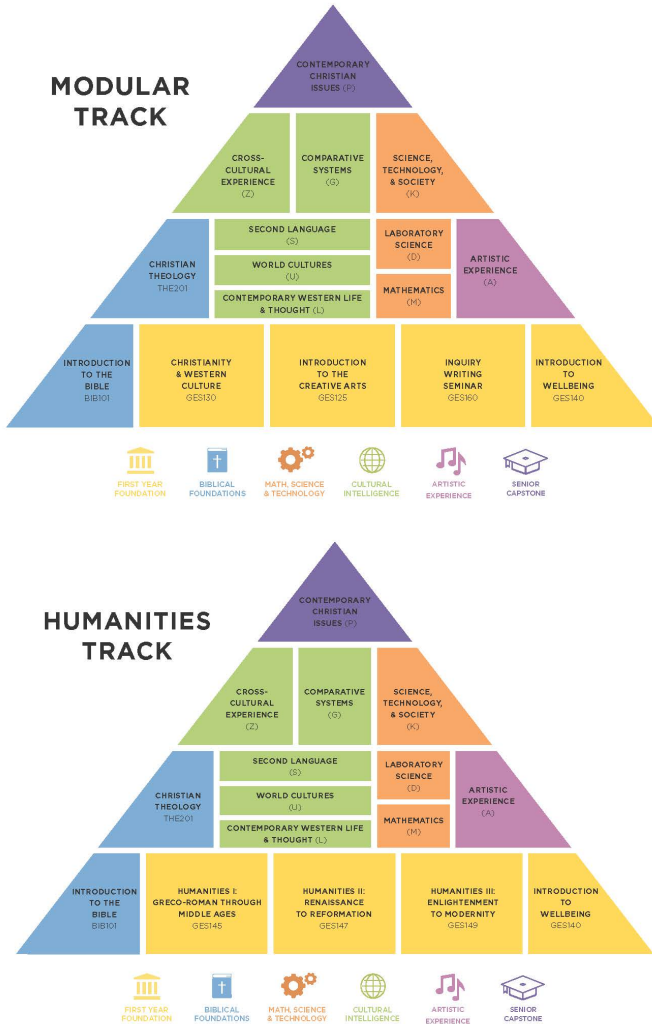 MODULAR
TRACK
CONTEMPORARY
CHRISTIAN
ISSUES (P)
CROSS-
CULTURAL
EXPERIENCE
(Z)
COMPARATIVE
SYSTEMS
(G)
SCIENCE,
TECHNOLOGY,
& SOCIETY
(K)
CHRISTIAN
THEOLOGY
THE201
SECOND LANGUAGE
(S)
WORLD CULTURES
(U)
CONTEMPORARY WESTERN LIFE
& THOUGHT (L)
LABORATORY
SCIENCE
(D)
MATHEMATICS
(M)
ARTISTIC
EXPERIENCE
(A)
INTRODUCTION
TO THE
BIBLE
BIB101
CHRISTIANITY
& WESTERN
CULTURE
GES130
INTRODUCTION
TO THE
CREATIVE ARTS
GES125
INQUIRY
WRITING
SEMINAR
GES160
INTRODUCTION
TO
WELLBEING
GES140
FIRST YEAR
FOUNDATION
BIBLICAL
FOUNDATIONS
MATH, SCIENCE
& TECHNOLOGY
CULTURAL
INTELLIGENCE
ARTISTIC
EXPERIENCE
SENIOR
CAPSTONE
HUMANITIES
TRACK
CONTEMPORARY
CHRISTIAN
ISSUES (P)
CROSS-
CULTURAL
EXPERIENCE
(Z)
COMPARATIVE
SYSTEMS
(G)
SCIENCE,
TECHNOLOGY,
& SOCIETY
(K)
CHRISTIAN
THEOLOGY
THE201
SECOND LANGUAGE
(S)
WORLD CULTURES
(U)
CONTEMPORARY WESTERN LIFE
& THOUGHT (L)
LABORATORY
SCIENCE
(D)
MATHEMATICS
(M)
ARTISTIC
EXPERIENCE
(A)
INTRODUCTION
TO THE
BIBLE
BIB101
HUMANITIES I:
GRECO-ROMAN THROUGH
MIDDLE AGES
GES145
HUMANITIES II:
RENAISSANCE
TO REFORMATION
GES147
HUMANITIES III:
ENLIGHTENMENT
TO MODERNITY
GES149
INTRODUCTION
TO
WELLBEING
GES140
FIRST YEAR
FOUNDATION
BIBLICAL
FOUNDATIONS
MATH, SCIENCE
& TECHNOLOGY
CULTURAL
INTELLIGENCE
ARTISTIC
EXPERIENCE
SENIOR
CAPSTONE